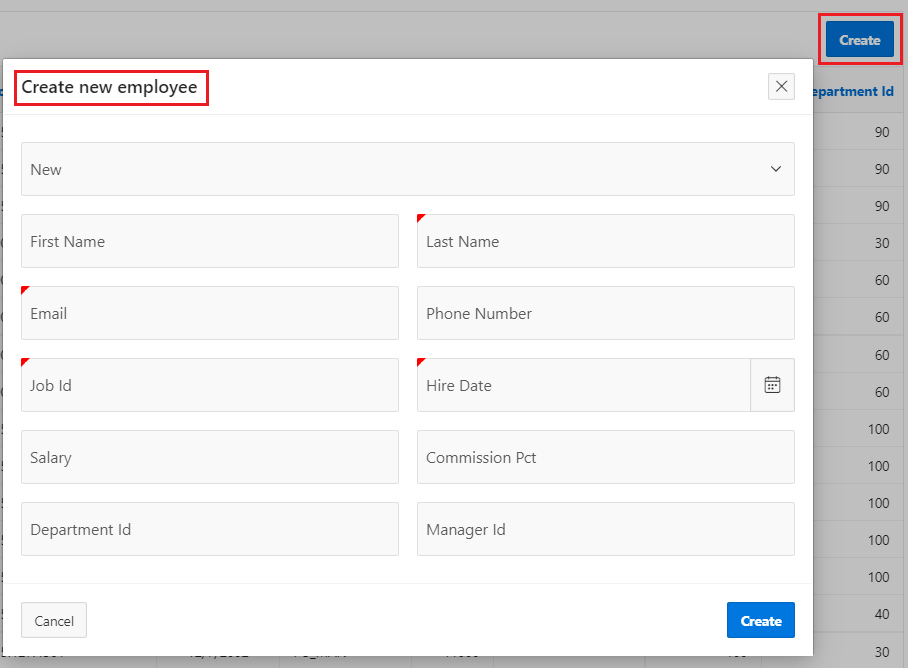 Create
Create new employee
epartment Id
90
New
90
90
First Name
Last Name
30
60
Email
Phone Number
60
60
Job Id
Hire Date
60
100
Salary
Commission Pct
100
100
Department Id
Manager Id
100
100
40
Cancel
Create
30